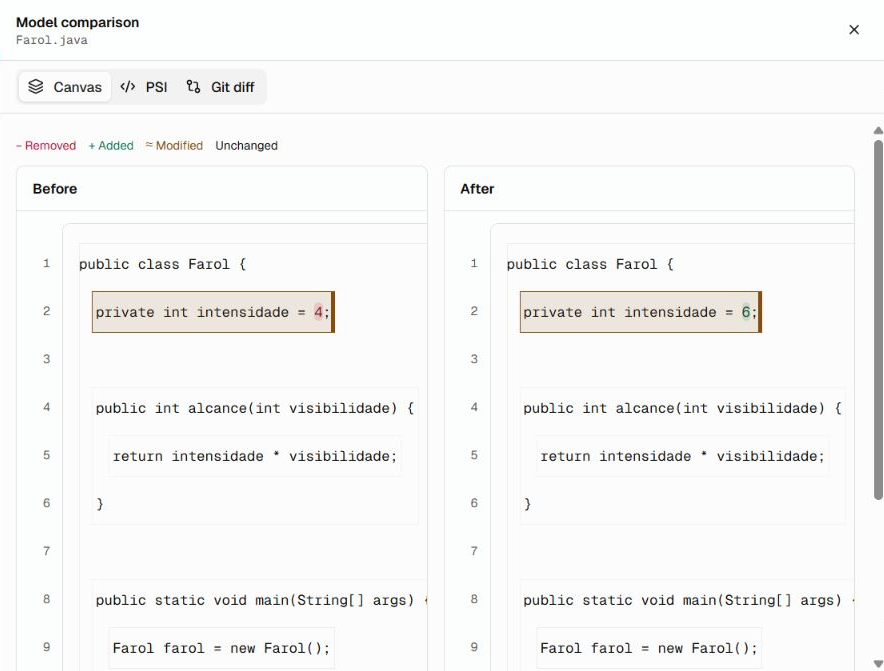 Model comparison
Farol.java
Canvas
PSI
Git diff
− Removed + Added ≈ Modified Unchanged
Before
1 public class Farol {
2 private int intensidade = 4;
3
4 public int alcance(int visibilidade) {
5 return intensidade * visibilidade;
6 }
7
8 public static void main(String[] args) {
9 Farol farol = new Farol();
After
1 public class Farol {
2 private int intensidade = 6;
3
4 public int alcance(int visibilidade) {
5 return intensidade * visibilidade;
6 }
7
8 public static void main(String[] args)
9 Farol farol = new Farol();